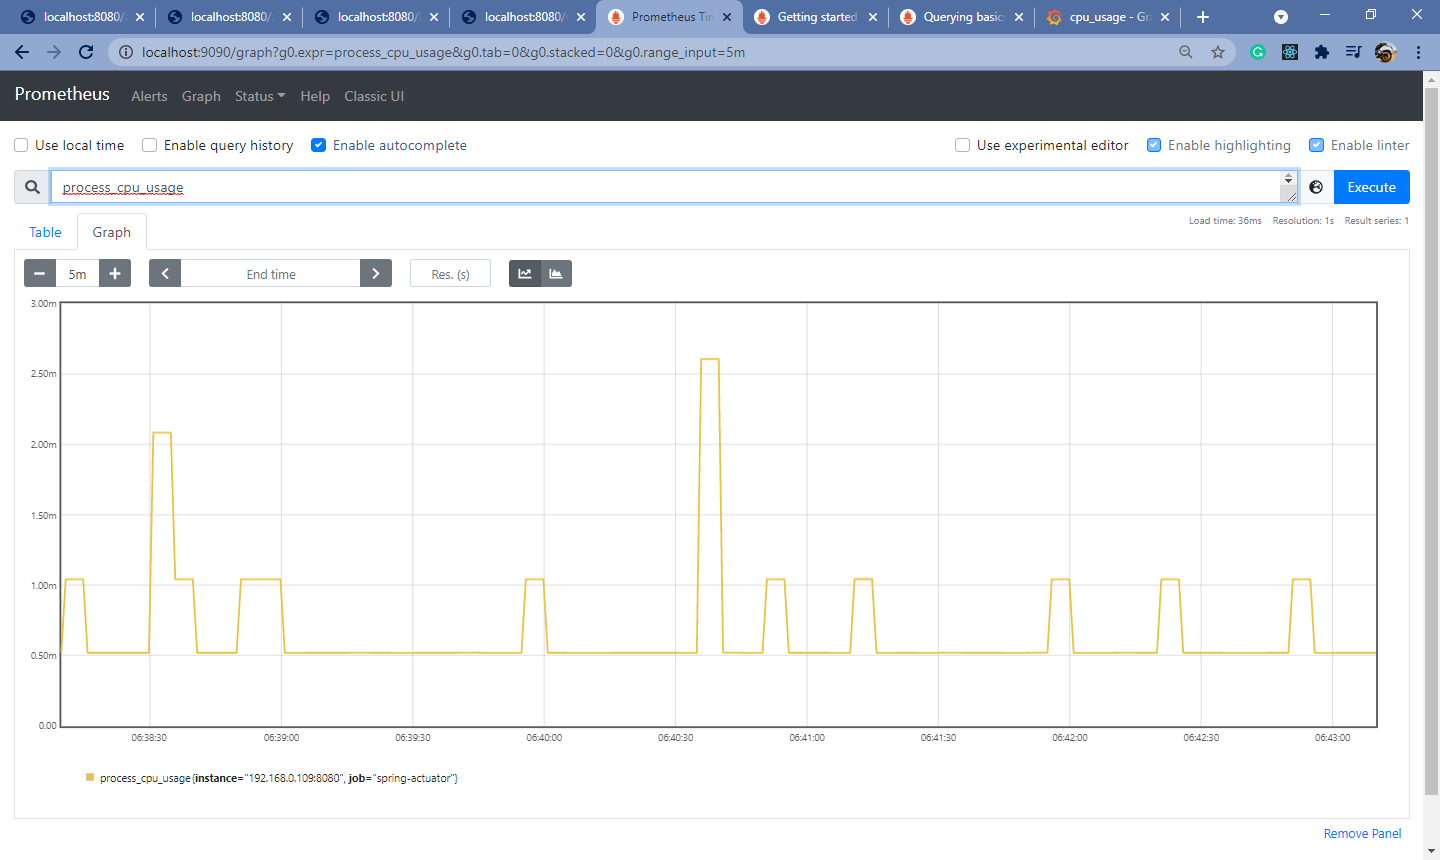 localhost:8080/
localhost:8080/
localhost:8080/
localhost:8080/
Prometheus Tim
Getting started
Querying basics
cpu_usage - Gra
localhost:9090/graph?g0.expr=process_cpu_usage&g0.tab=0&g0.stacked=0&g0.range_input=5m
Prometheus Alerts Graph Status Help Classic UI
Use local time Enable query history Enable autocomplete Use experimental editor Enable highlighting Enable linter
process_cpu_usage Execute
Load time: 36ms Resolution: 1s Result series: 1
Table Graph
5m End time Res. (s)
3.00m
2.50m
2.00m
1.50m
1.00m
0.50m
0.00
06:38:30 06:39:00 06:39:30 06:40:00 06:40:30 06:41:00 06:41:30 06:42:00 06:42:30 06:43:00
process_cpu_usage{instance="192.168.0.109:8080", job="spring-actuator"}
Remove Panel